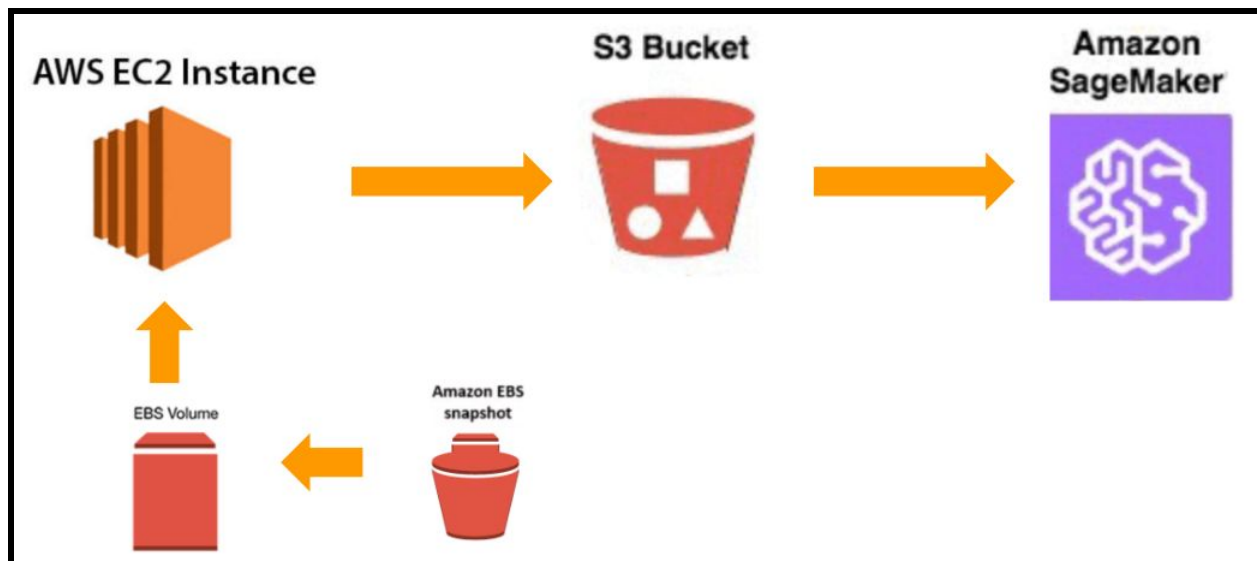 AWS EC2 Instance
S3 Bucket
Amazon
SageMaker
EBS Volume
Amazon EBS
snapshot